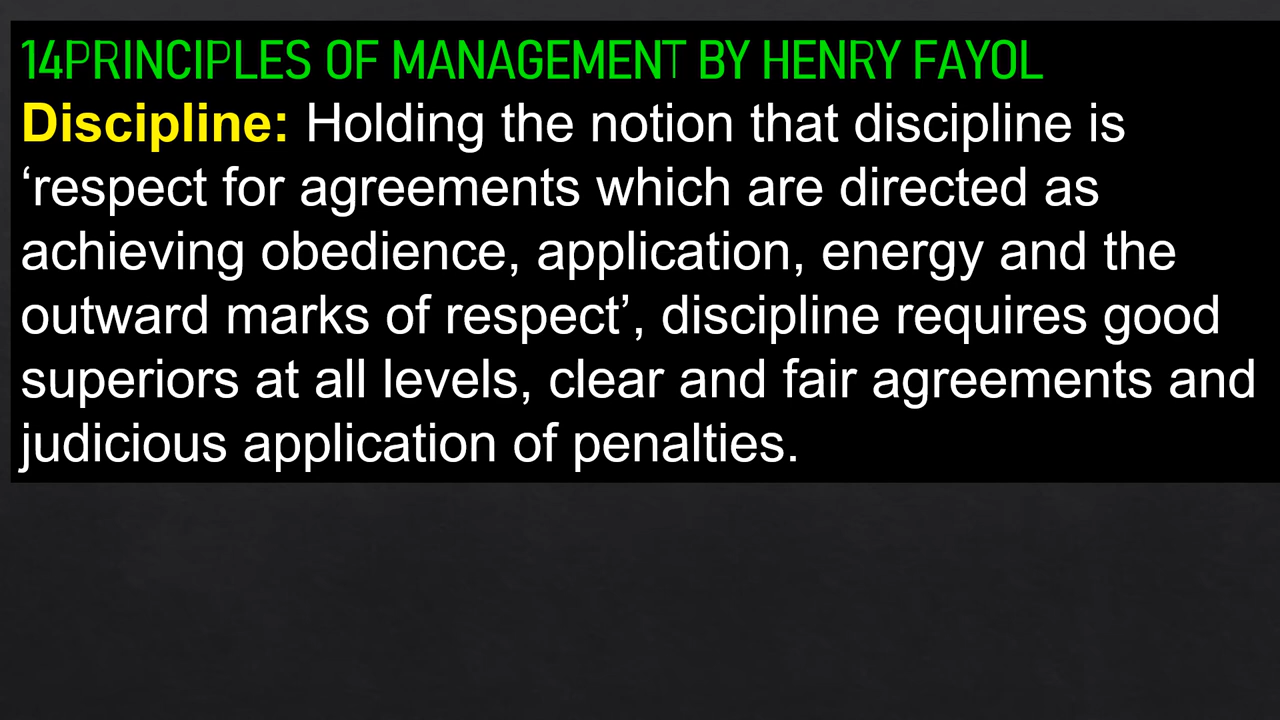 14PRINCIPLES OF MANAGEMENT BY HENRY FAYOL
Discipline: Holding the notion that discipline is
‘respect for agreements which are directed as
achieving obedience, application, energy and the
outward marks of respect’, discipline requires good
superiors at all levels, clear and fair agreements and
judicious application of penalties.